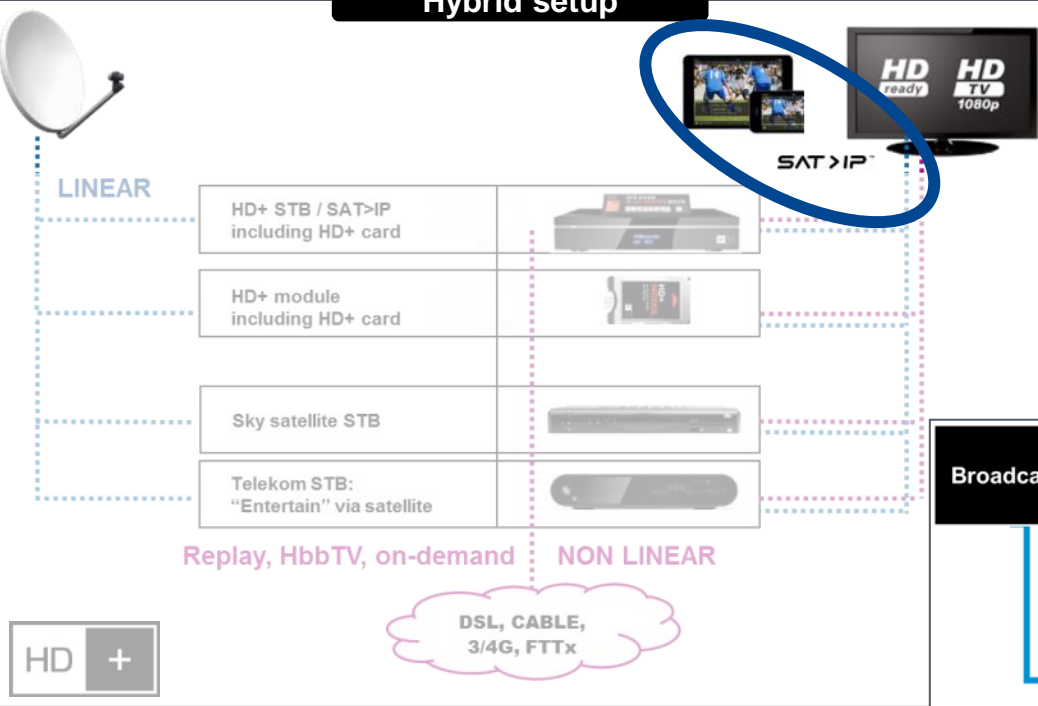 Hybrid setup
HD
ready
HD
TV
1080p
SAT>IP™
LINEAR
HD+ STB / SAT>IP
including HD+ card
HD+ module
including HD+ card
Sky satellite STB
Telekom STB:
“Entertain” via satellite
Replay, HbbTV, on-demand
NON LINEAR
DSL, CABLE,
3/4G, FTTx
HD +
Broadca